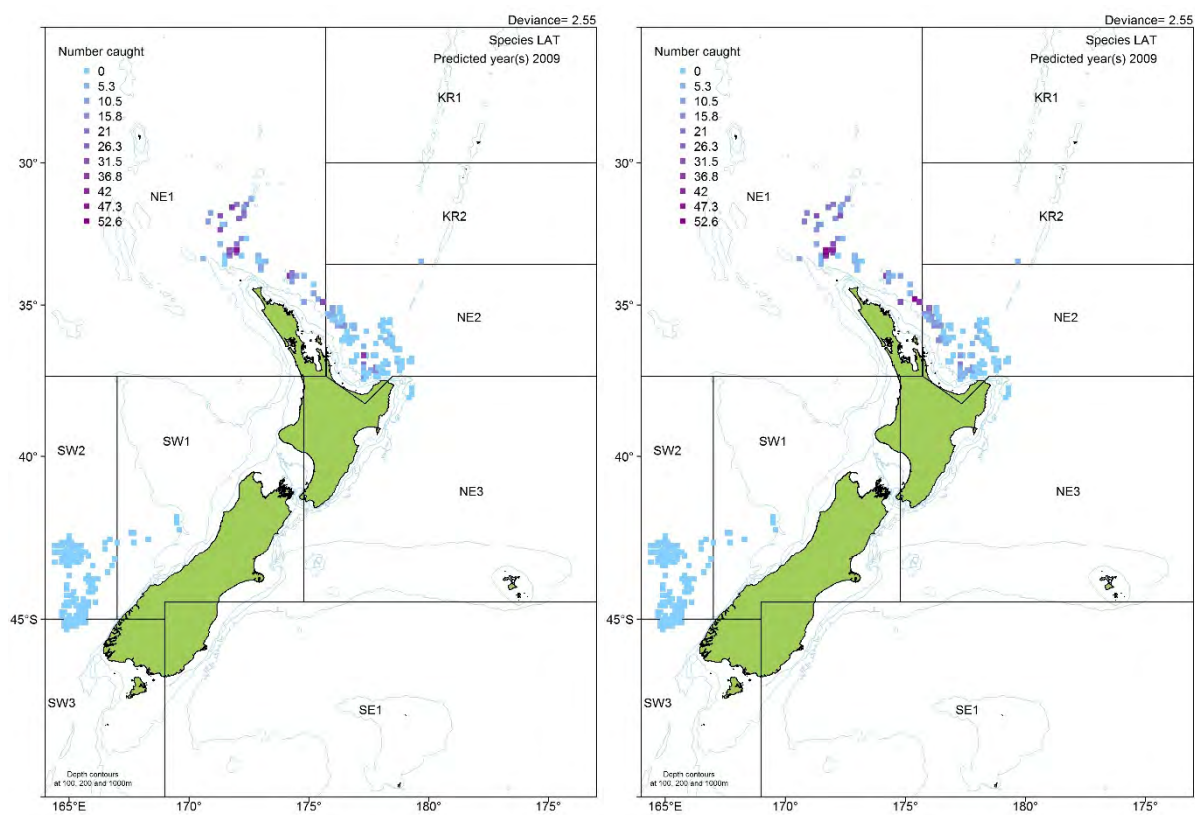 Deviance= 2.55
Species LAT
Predicted year(s) 2009
Number caught
0
5.3
10.5
15.8
21
26.3
31.5
36.8
42
47.3
52.6
KR1
30°
NE1
KR2
35°
NE2
SW2
SW1
40°
NE3
45°S
SW3
SE1
Depth contours
at 100, 200 and 1000m
165°E
170°
175°
180°
175°
Deviance= 2.55
Species LAT
Predicted year(s) 2009
Number caught
0
5.3
10.5
15.8
21
26.3
31.5
36.8
42
47.3
52.6
KR1
30°
NE1
KR2
35°
NE2
SW2
SW1
40°
NE3
45°S
SW3
SE1
Depth contours
at 100, 200 and 1000m
165°E
170°
175°
180°
175°